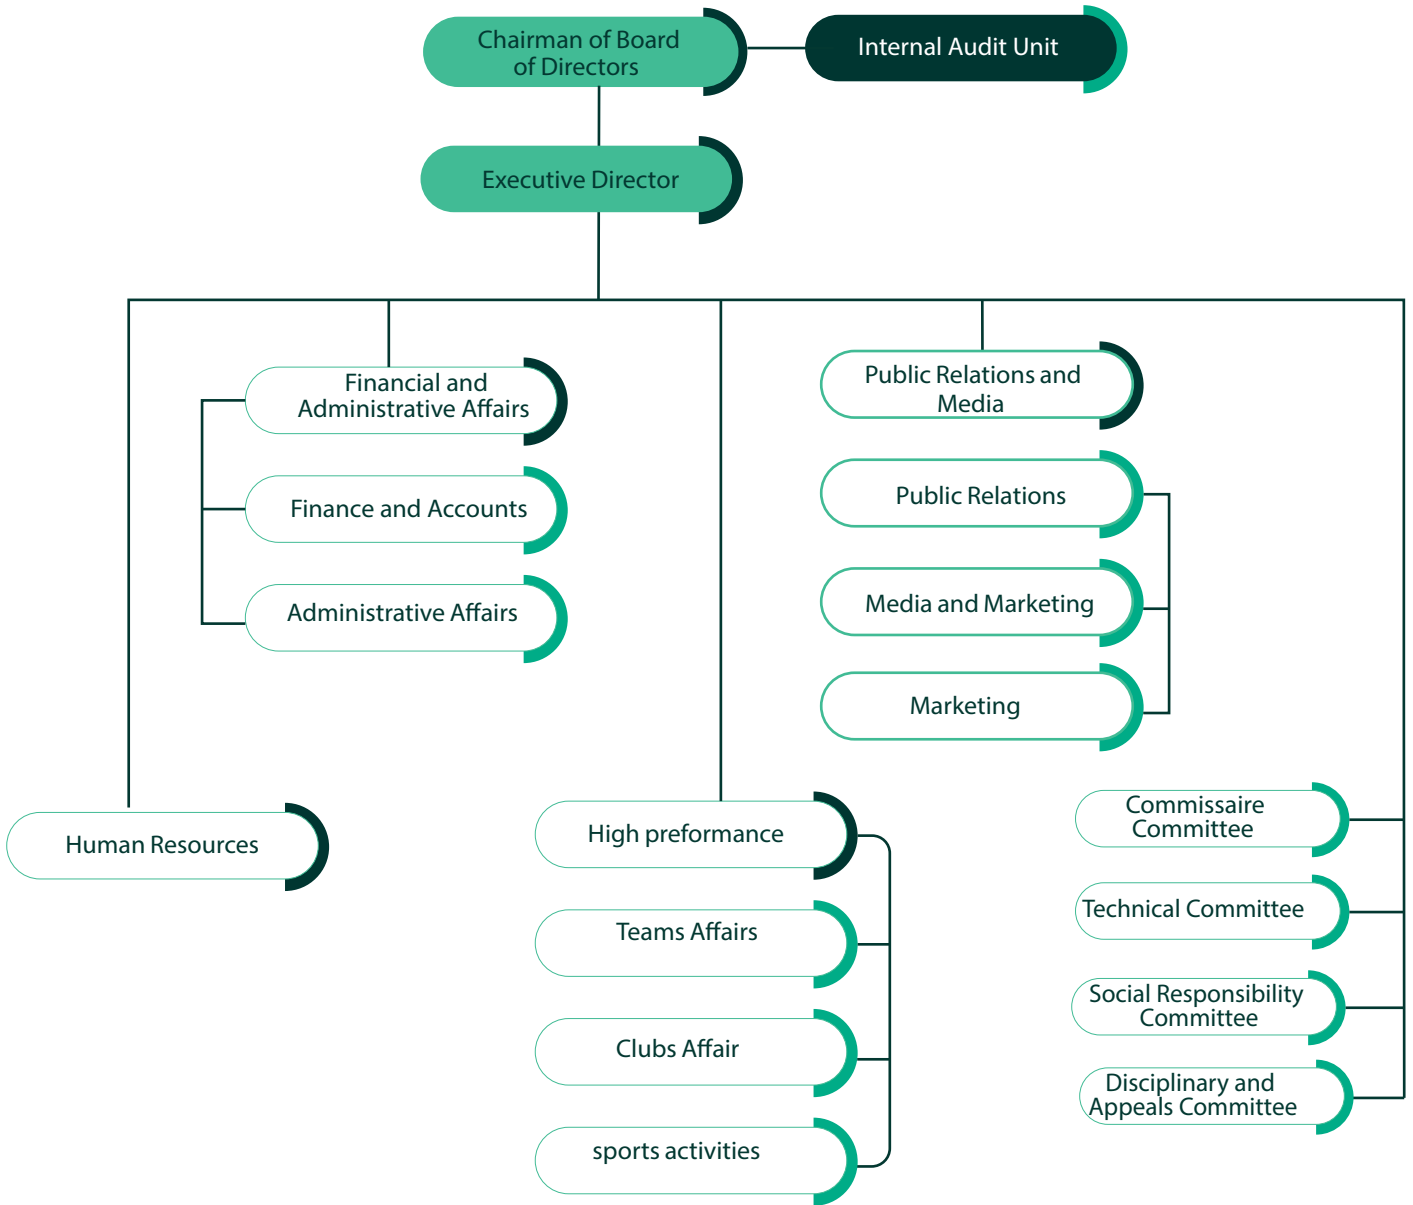 Chairman of Board
of Directors
Internal Audit Unit
Executive Director
Financial and
Administrative Affairs
Finance and Accounts
Administrative Affairs
Public Relations and
Media
Public Relations
Media and Marketing
Marketing
Human Resources
High preformance
Teams Affairs
Clubs Affair
sports activities
Commissaire
Committee
Technical Committee
Social Responsibility
Committee
Disciplinary and
Appeals Committee